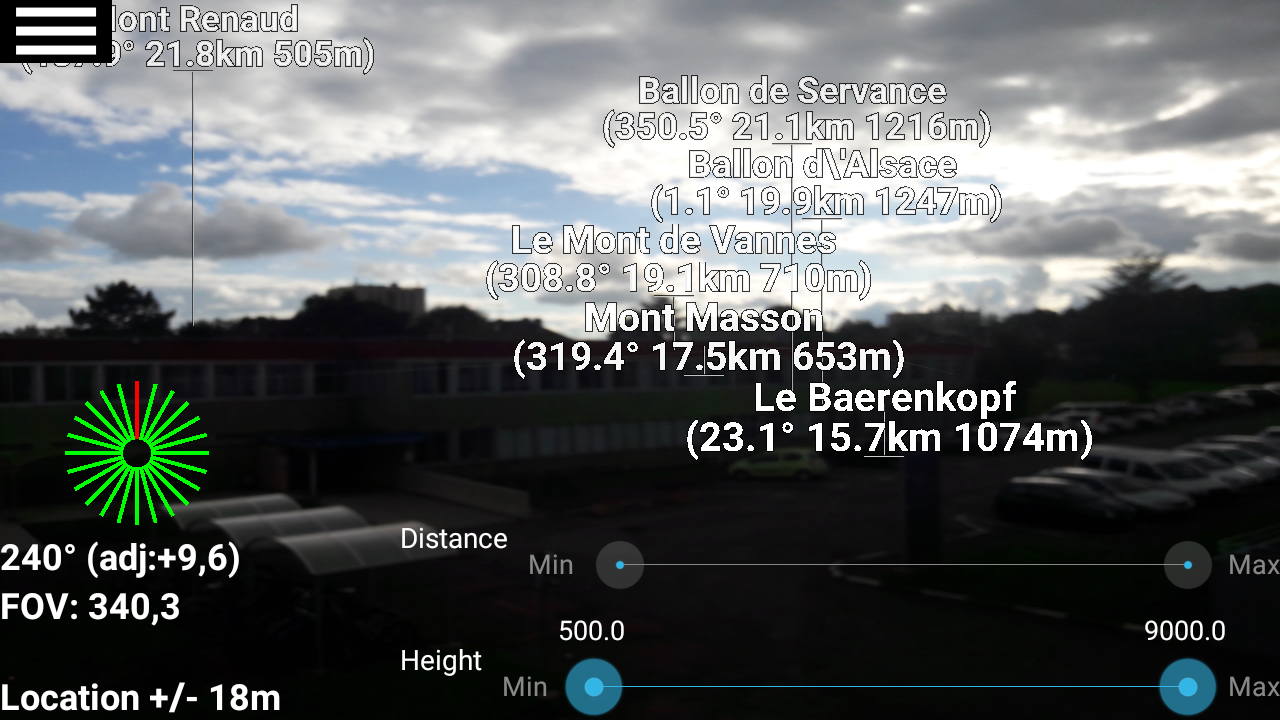 Mont Renaud
21.8km 505m)
Ballon de Servance
(350.5° 21.1km 1216m)
Ballon d\'Alsace
(1.1° 19.9km 1247m)
Le Mont de Vannes
(308.8° 19.1km 710m)
Mont Masson
(319.4° 17.5km 653m)
Le Baerenkopf
(23.1° 15.7km 1074m)
240° (adj:+9,6)
FOV: 340,3
Location +/- 18m
Distance
Min Max
500.0 9000.0
Height
Min Max